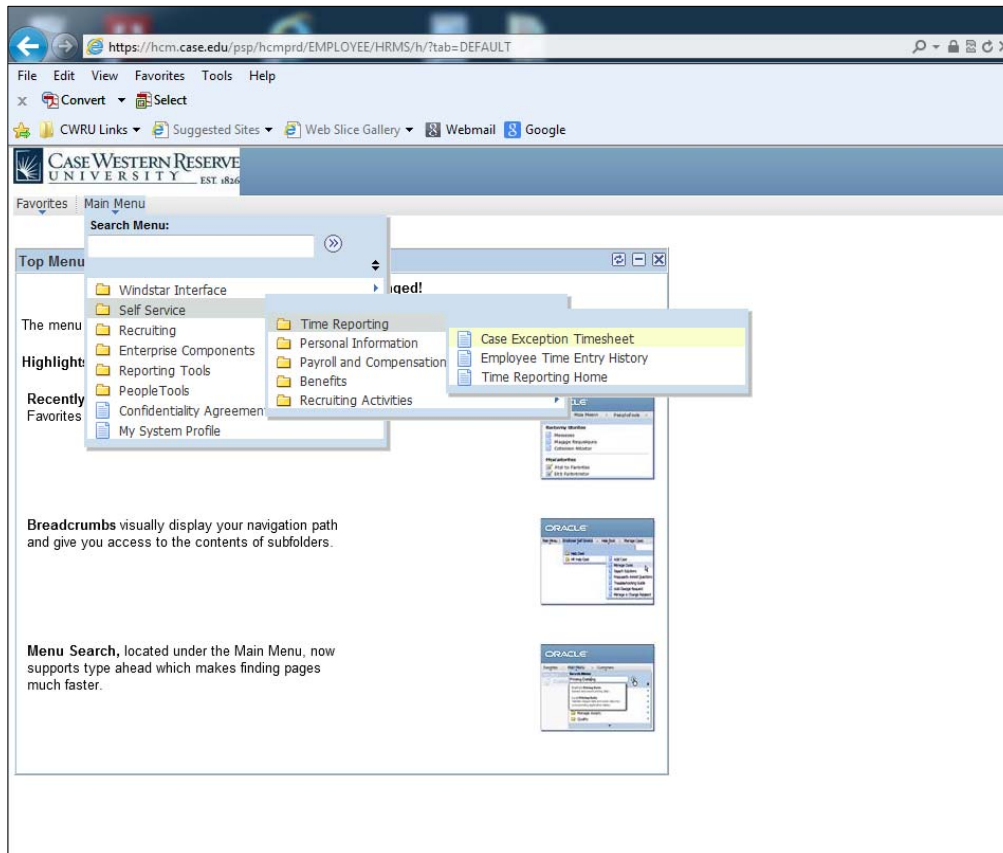 https://hcm.case.edu/psp/hcmprd/EMPLOYEE/HRMS/h/?tab=DEFAULT
File Edit View Favorites Tools Help
x Convert Select
CWRU Links Suggested Sites Web Slice Gallery Webmail Google
CASE WESTERN RESERVE
UNIVERSITY EST. 1826
Favorites Main Menu
Search Menu:
Top Menu
Windstar Interface
Self Service
Recruiting
Enterprise Components
Reporting Tools
PeopleTools
Confidentiality
My System Profile
Time Reporting
Personal Information
Payroll and Compensation
Benefits
Recruiting Activities
Case Exception Timesheet
Employee Time Entry History
Time Reporting Home
The menu
Recently
Favorites
Breadcrumbs visually display your navigation path
and give you access to the contents of subfolders.
Menu Search, located under the Main Menu, now
supports type ahead which makes finding pages
much faster.
ORACLE
ORACLE